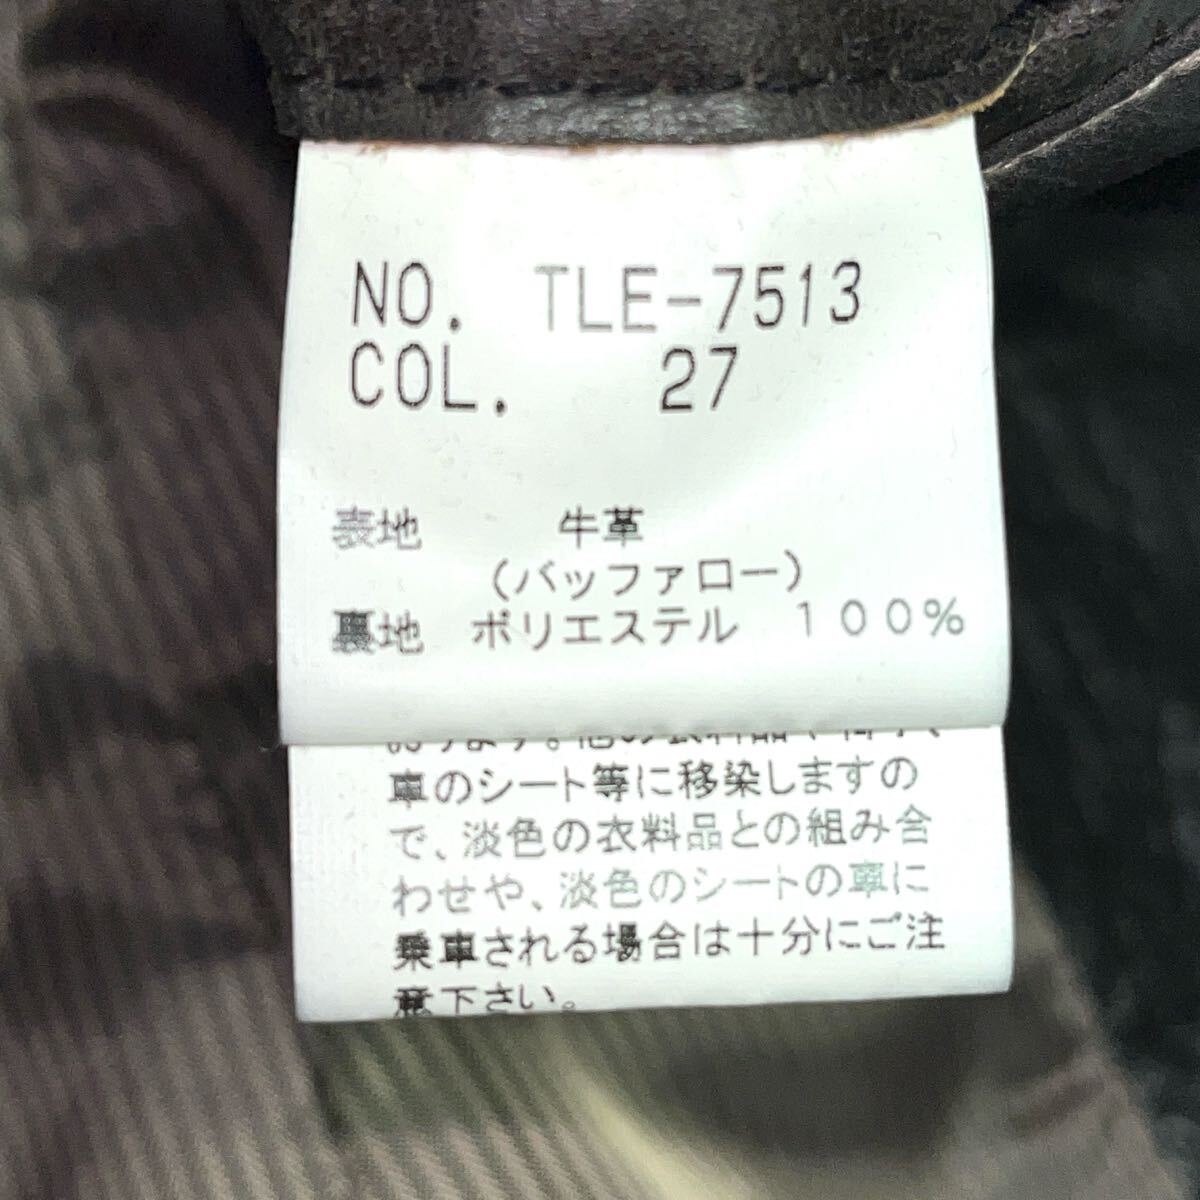 NO. TLE-7513
COL. 27
表地 牛革
(バッファロー)
裏地 ポリエステル 100%
車のシート等に移染しますの
で、淡色の衣料品との組み合
わせや、淡色のシートの車に
乗車される場合は十分にご注
意下さい。